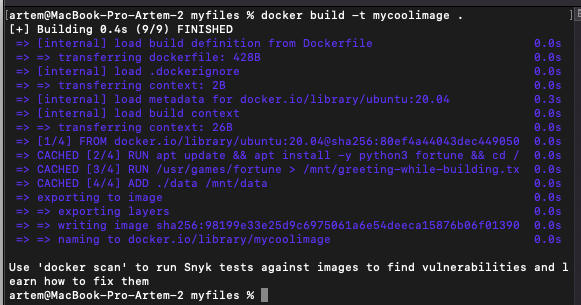 [artem@MacBook-Pro-Artem-2 myfiles % docker build -t mycoolimage .
[+] Building 0.4s (9/9) FINISHED
=> [internal] load build definition from Dockerfile 0.0s
=> => transferring dockerfile: 428B 0.0s
=> [internal] load .dockerignore 0.0s
=> => transferring context: 2B 0.0s
=> [internal] load metadata for docker.io/library/ubuntu:20.04 0.3s
=> [internal] load build context 0.0s
=> => transferring context: 26B 0.0s
=> [1/4] FROM docker.io/library/ubuntu:20.04@sha256:80ef4a44043dec449050 0.0s
=> CACHED [2/4] RUN apt update && apt install -y python3 fortune && cd / 0.0s
=> CACHED [3/4] RUN /usr/games/fortune > /mnt/greeting-while-building.tx 0.0s
=> CACHED [4/4] ADD ./data /mnt/data 0.0s
=> exporting to image 0.0s
=> => exporting layers 0.0s
=> => writing image sha256:98199e33e25d9c6975061a6e54deeca15876b06f01390 0.0s
=> => naming to docker.io/library/mycoolimage 0.0s

Use 'docker scan' to run Snyk tests against images to find vulnerabilities and l
earn how to fix them
artem@MacBook-Pro-Artem-2 myfiles %